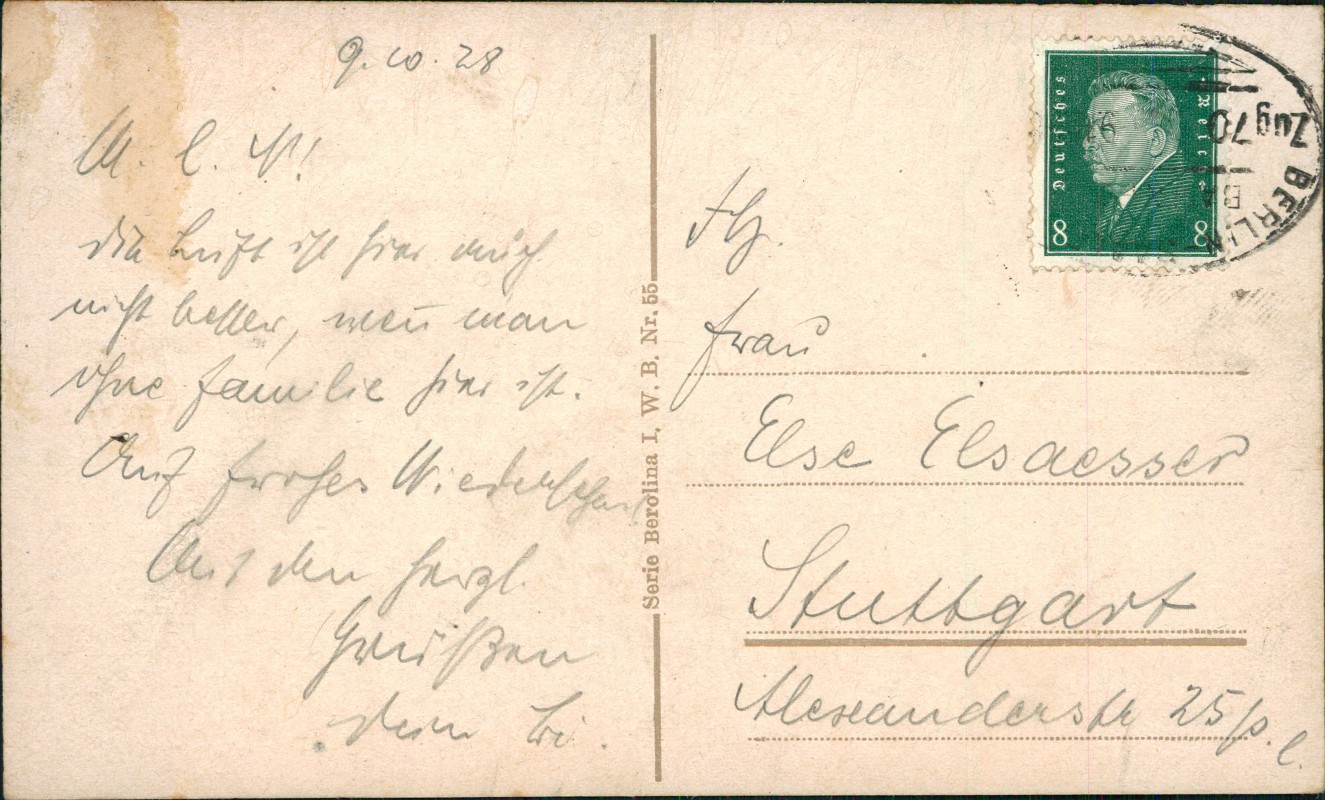 9.10.28
M. l. !
die Luft ist hier auch
nicht besser, wenn man
ohne Familie hier ist.
Auf frohes Wiedersehen
Mit den herzl.
Grüßen
Dein
Serie Berolina I, W. B. Nr. 55
Deutsches Reich
8 8
Zug 70
BERLIN
Frau
Else Elsaesser
Stuttgart
Alexanderstr 25 p. l.